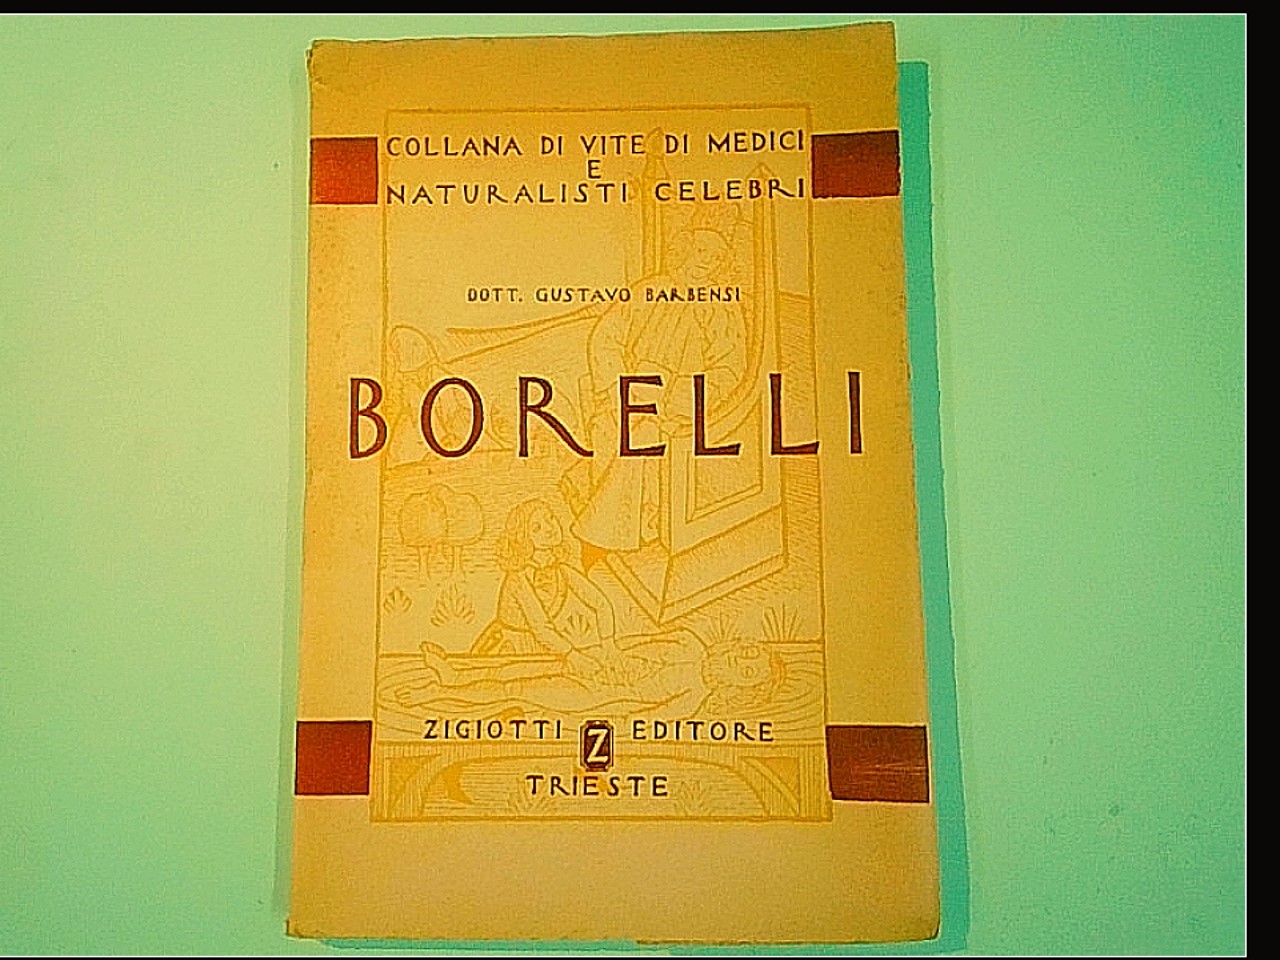 COLLANA DI VITE DI MEDICI
E
NATURALISTI CELEBRI
DOTT. GUSTAVO BARBENSI
BORELLI
ZIGIOTTI Z EDITORE
TRIESTE